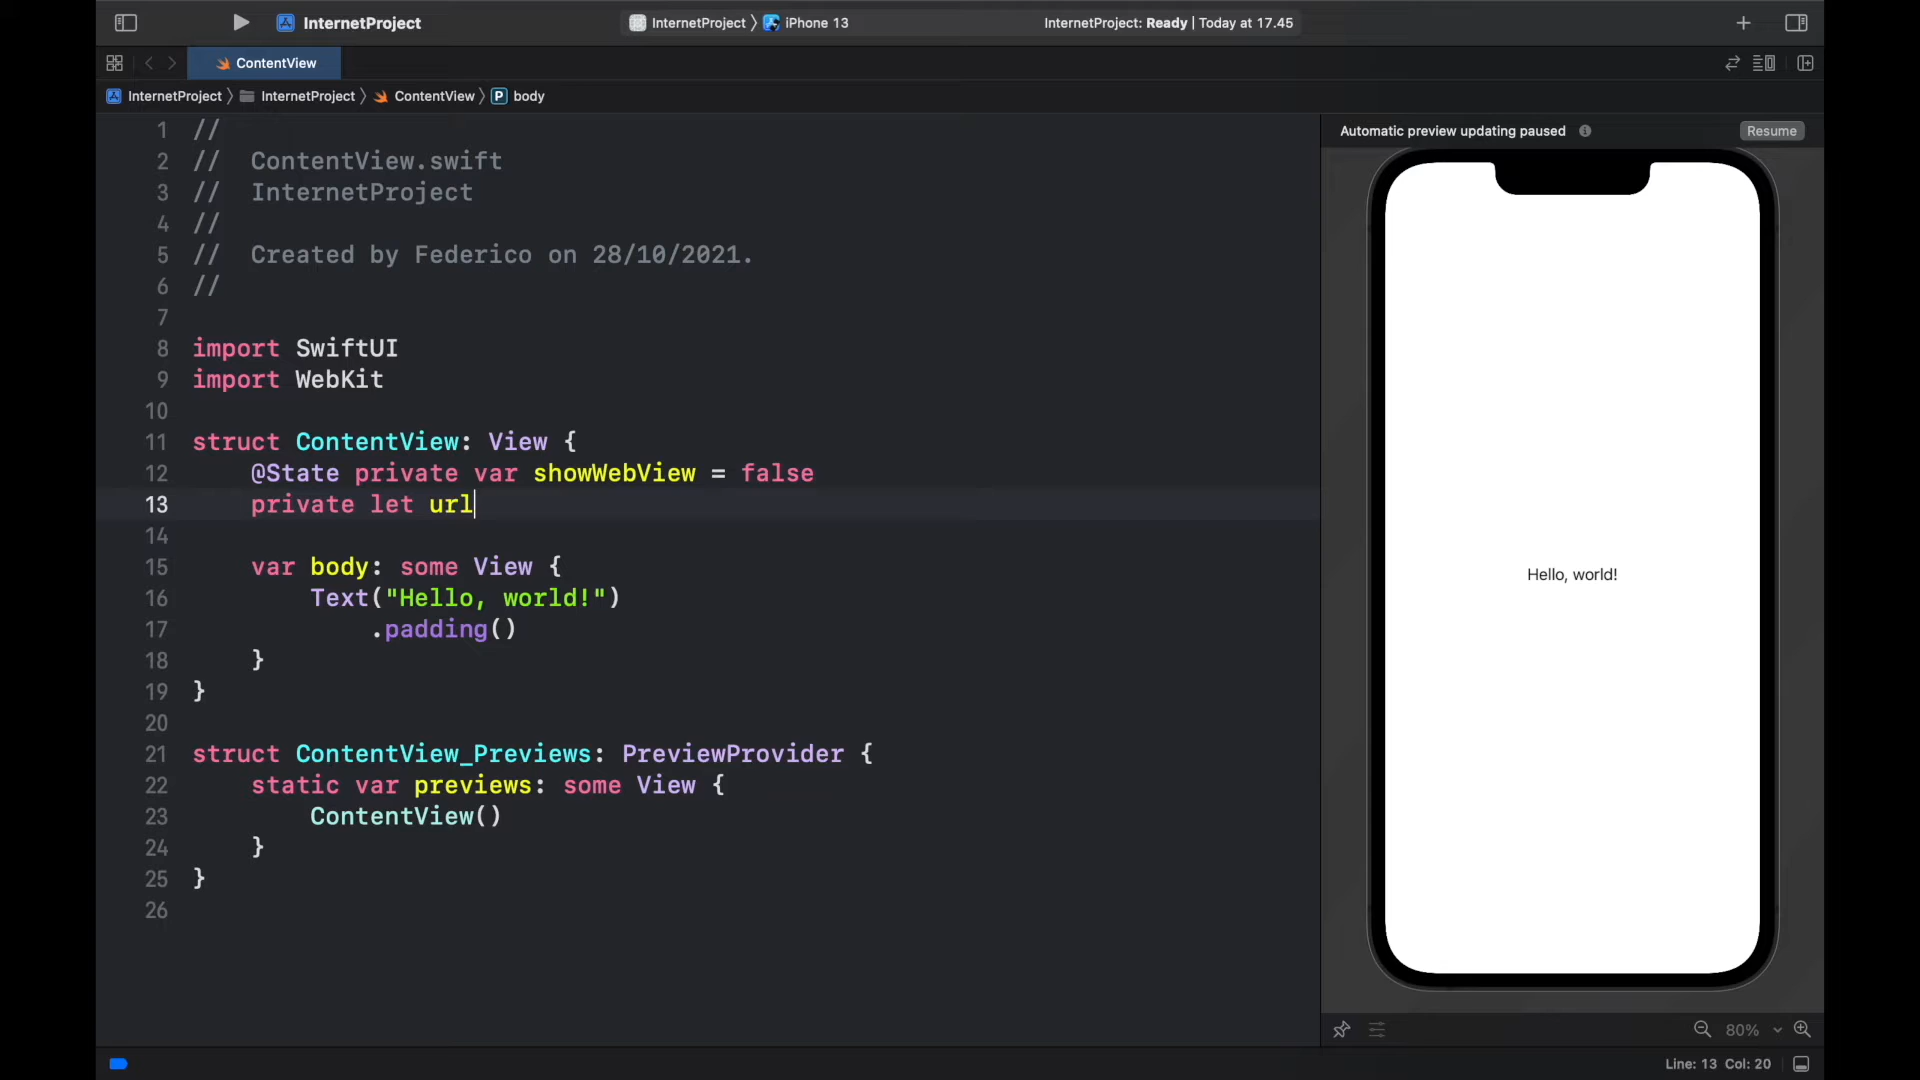 InternetProject
InternetProject 〉 iPhone 13
InternetProject: Ready | Today at 17.45
ContentView
InternetProject 〉 InternetProject 〉 ContentView 〉 P body
Automatic preview updating paused
Resume
1 //
2 //  ContentView.swift
3 //  InternetProject
4 //
5 //  Created by Federico on 28/10/2021.
6 //
7
8 import SwiftUI
9 import WebKit
10
11 struct ContentView: View {
12     @State private var showWebView = false
13     private let url
14
15     var body: some View {
16         Text("Hello, world!")
17             .padding()
18     }
19 }
20
21 struct ContentView_Previews: PreviewProvider {
22     static var previews: some View {
23         ContentView()
24     }
25 }
26
Hello, world!
80%
Line: 13 Col: 20